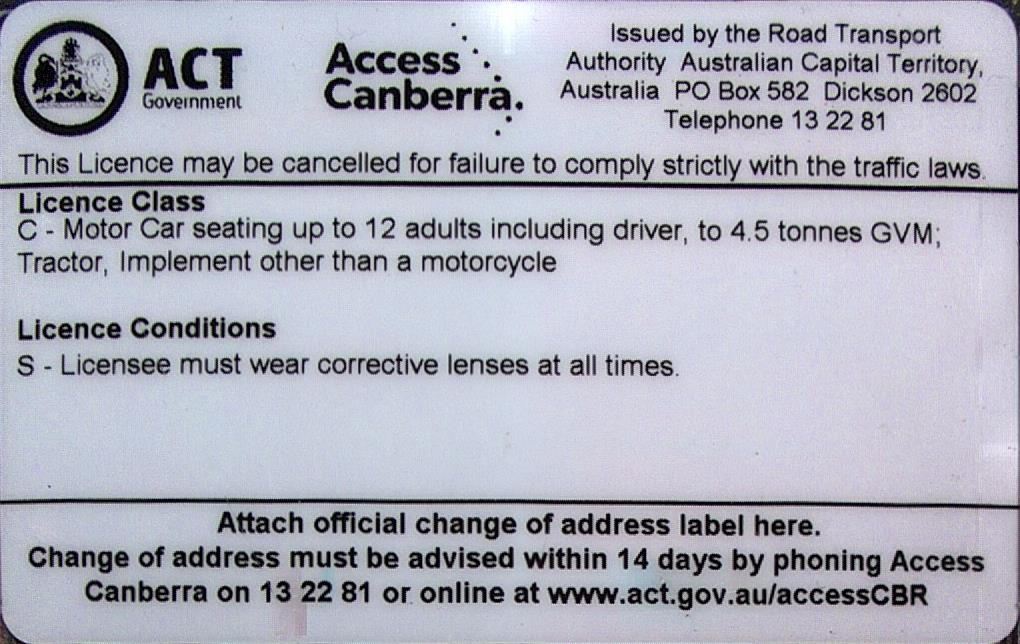 ACT
Government
Access
Canberra.
Issued by the Road Transport
Authority Australian Capital Territory,
Australia PO Box 582 Dickson 2602
Telephone 13 22 81
This Licence may be cancelled for failure to comply strictly with the traffic laws.
Licence Class
C - Motor Car seating up to 12 adults including driver, to 4.5 tonnes GVM;
Tractor, Implement other than a motorcycle
Licence Conditions
S - Licensee must wear corrective lenses at all times.
Attach official change of address label here.
Change of address must be advised within 14 days by phoning Access
Canberra on 13 22 81 or online at www.act.gov.au/accessCBR